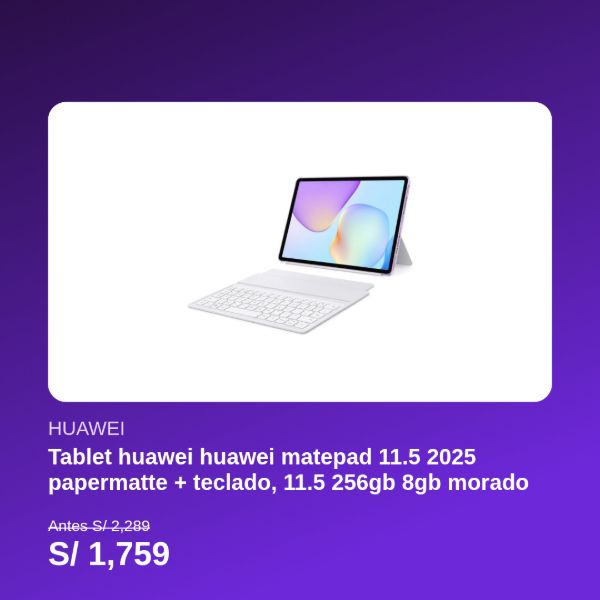 HUAWEI
Tablet huawei huawei matepad 11.5 2025
papermatte + teclado, 11.5 256gb 8gb morado
Antes S/ 2,289
S/ 1,759